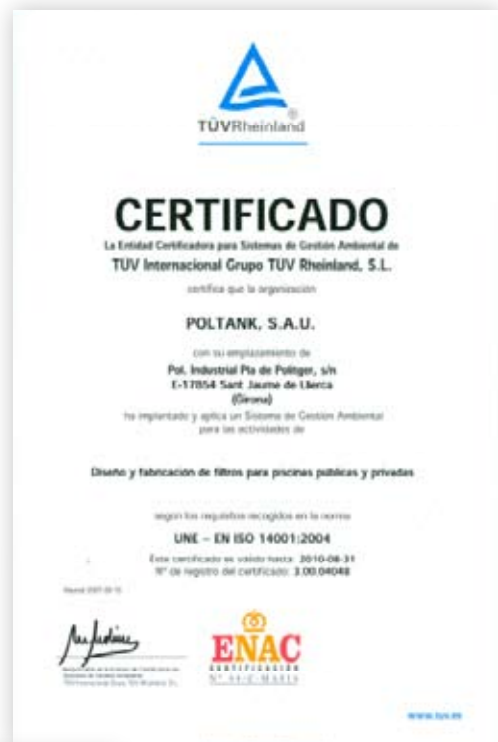 TÜVRheinland
®
CERTIFICADO
La Entidad Certificadora para Sistemas de Gestión Ambiental de
TÜV Internacional Grupo TÜV Rheinland, S.L.
certifica que la organización
POLTANK, S.A.U.
con su emplazamiento de
Pol. Industrial Pla de Politger, s/n
E-17854 Sant Jaume de Llierca
(Girona)
ha implantado y aplica un Sistema de Gestión Ambiental
para las actividades de
Diseño y fabricación de filtros para piscinas públicas y privadas
según los requisitos recogidos en la norma
UNE - EN ISO 14001:2004
Este certificado es válido hasta: 2010-08-31
Nº de registro del certificado: 3.00.04048
ENAC
CERTIFICACIÓN
www.tuv.es